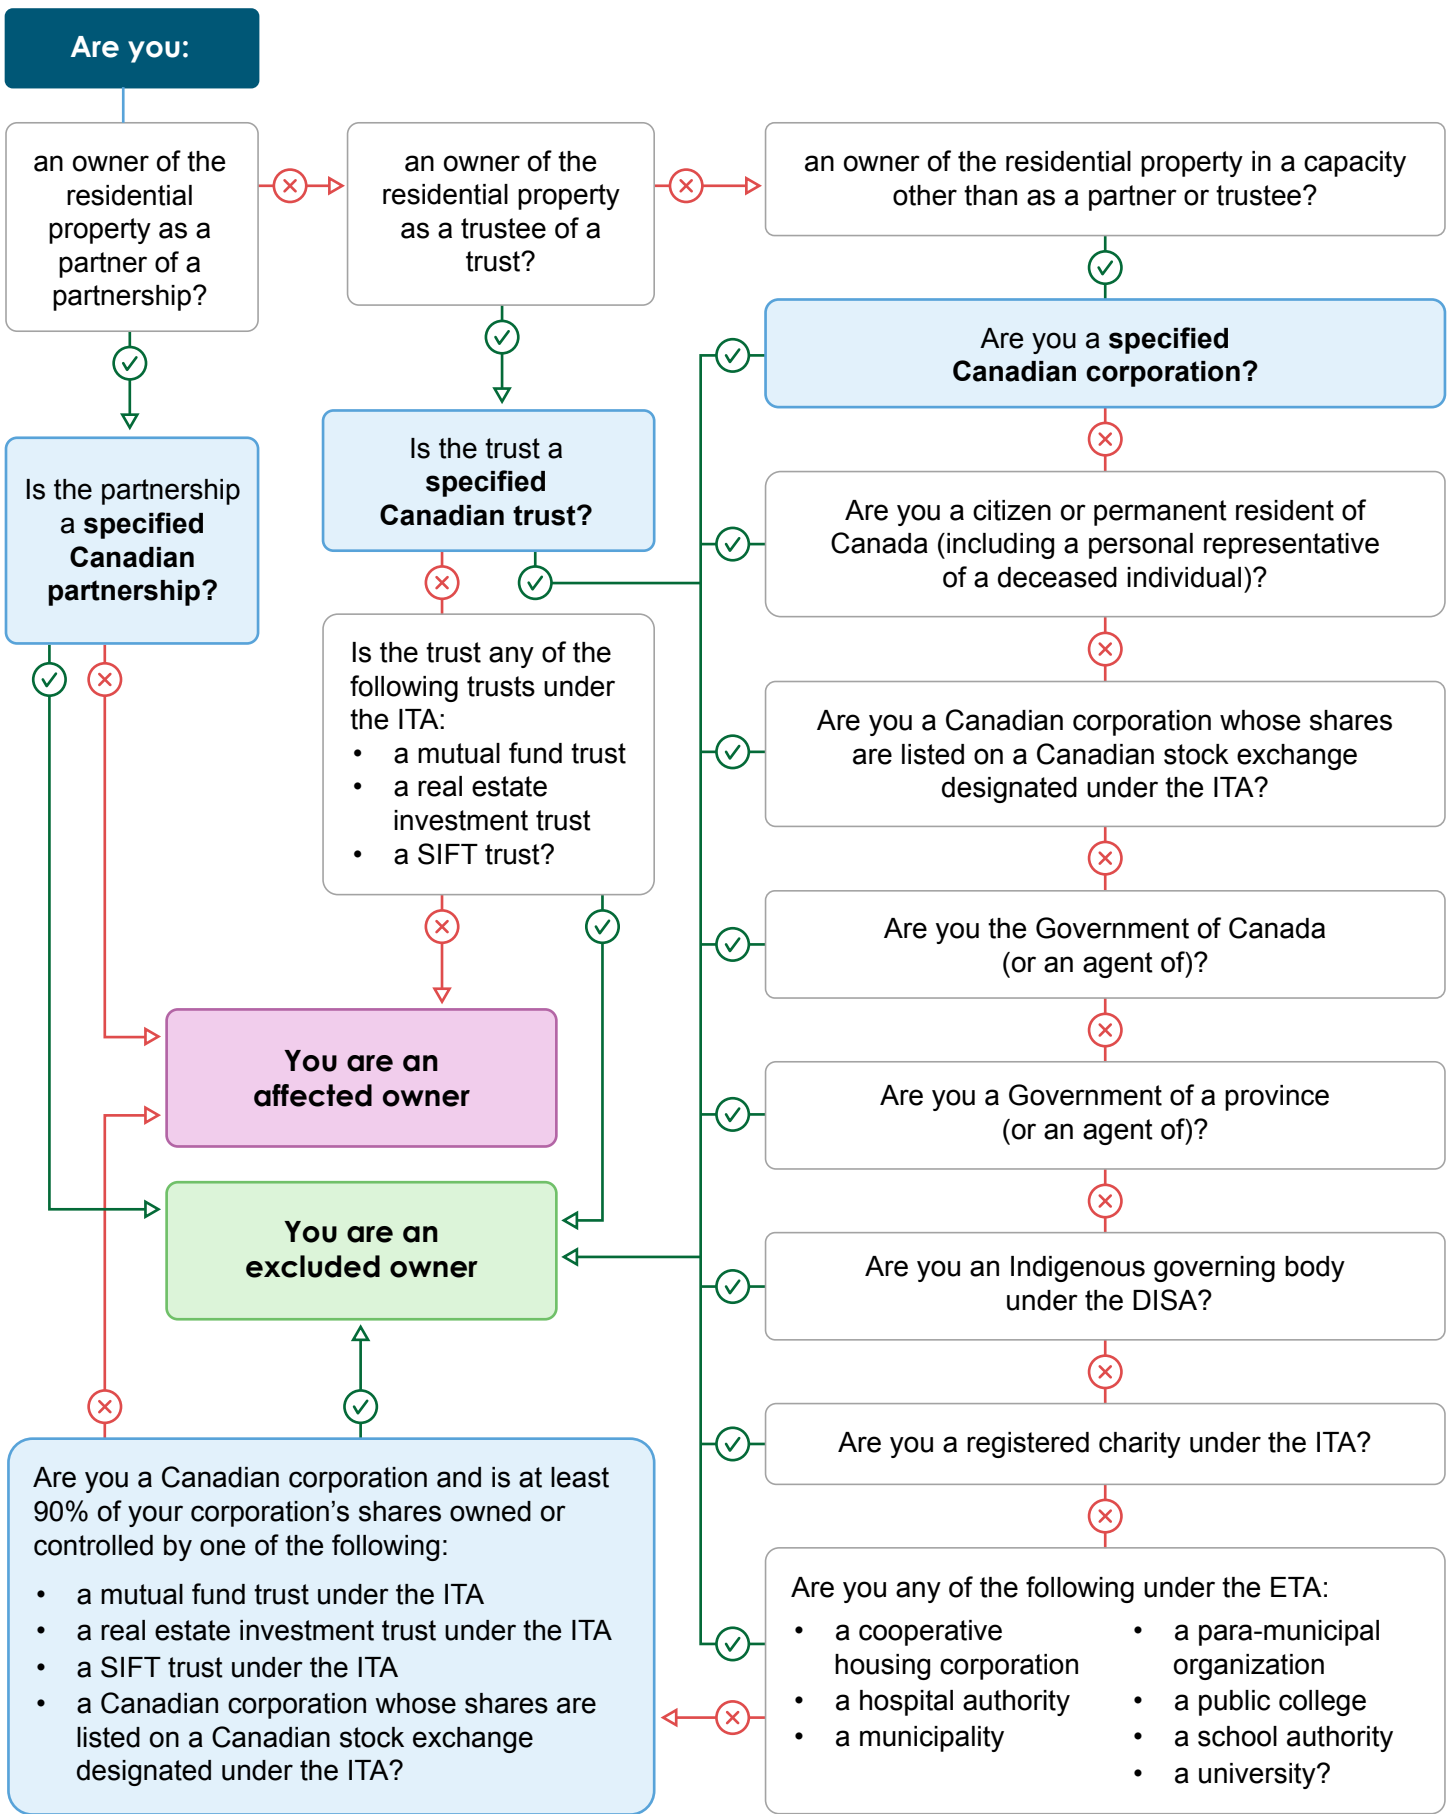 Are you:
an owner of the
residential
property as a
partner of a
partnership?
an owner of the
residential property
as a trustee of a
trust?
an owner of the residential property in a capacity
other than as a partner or trustee?
Is the partnership
a specified
Canadian
partnership?
Is the trust a
specified
Canadian trust?
Is the trust any of the
following trusts under
the ITA:
• a mutual fund trust
• a real estate
investment trust
• a SIFT trust?
Are you a specified
Canadian corporation?
Are you a citizen or permanent resident of
Canada (including a personal representative
of a deceased individual)?
Are you a Canadian corporation whose shares
are listed on a Canadian stock exchange
designated under the ITA?
Are you the Government of Canada
(or an agent of)?
Are you a Government of a province
(or an agent of)?
Are you an Indigenous governing body
under the DISA?
Are you a registered charity under the ITA?
Are you any of the following under the ETA:
• a cooperative
housing corporation
• a hospital authority
• a municipality
• a para-municipal
organization
• a public college
• a school authority
• a university?
You are an
affected owner
You are an
excluded owner
Are you a Canadian corporation and is at least
90% of your corporation’s shares owned or
controlled by one of the following:
• a mutual fund trust under the ITA
• a real estate investment trust under the ITA
• a SIFT trust under the ITA
• a Canadian corporation whose shares are
listed on a Canadian stock exchange
designated under the ITA?